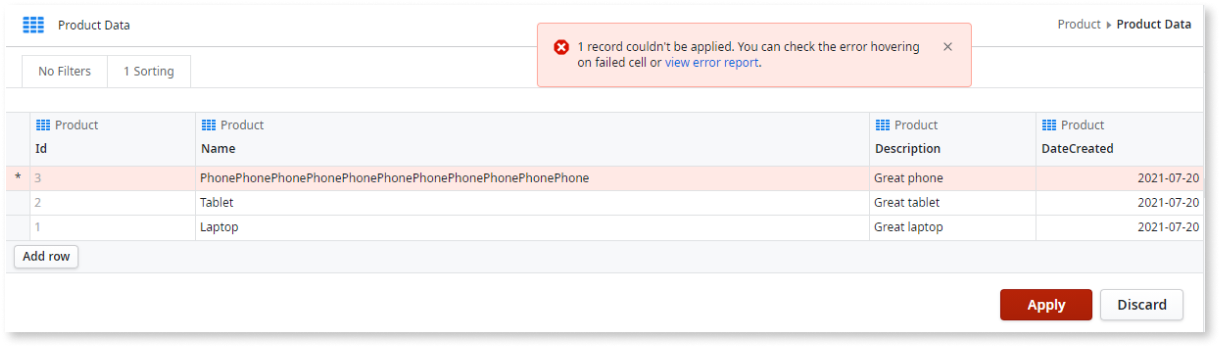 Product Data
Product ▸ Product Data
1 record couldn't be applied. You can check the error hovering
on failed cell or view error report.
No Filters 1 Sorting
Product Product Product Product
Id Name Description DateCreated
* 3 PhonePhonePhonePhonePhonePhonePhonePhonePhonePhonePhone Great phone 2021-07-20
2 Tablet Great tablet 2021-07-20
1 Laptop Great laptop 2021-07-20
Add row
Apply Discard